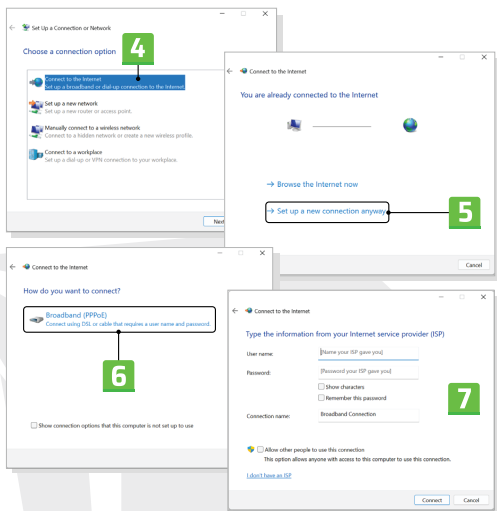 Set Up a Connection or Network
Choose a connection option
4
Connect to the Internet
Set up a broadband or dial-up connection to the Internet.
Set up a new network
Set up a new router or access point.
Manually connect to a wireless network
Connect to a hidden network or create a new wireless profile.
Connect to a workplace
Set up a dial-up or VPN connection to your workplace.
Next
Connect to the Internet
You are already connected to the Internet
→ Browse the Internet now
→ Set up a new connection anyway
5
Cancel
Connect to the Internet
How do you want to connect?
Broadband (PPPoE)
Connect using DSL or cable that requires a user name and password.
6
Show connection options that this computer is not set up to use
Connect to the Internet
Type the information from your Internet service provider (ISP)
User name:
[Name your ISP gave you]
Password:
[Password your ISP gave you]
Show characters
Remember this password
7
Connection name:
Broadband Connection
Allow other people to use this connection
This option allows anyone with access to this computer to use this connection.
I don't have an ISP
Connect
Cancel